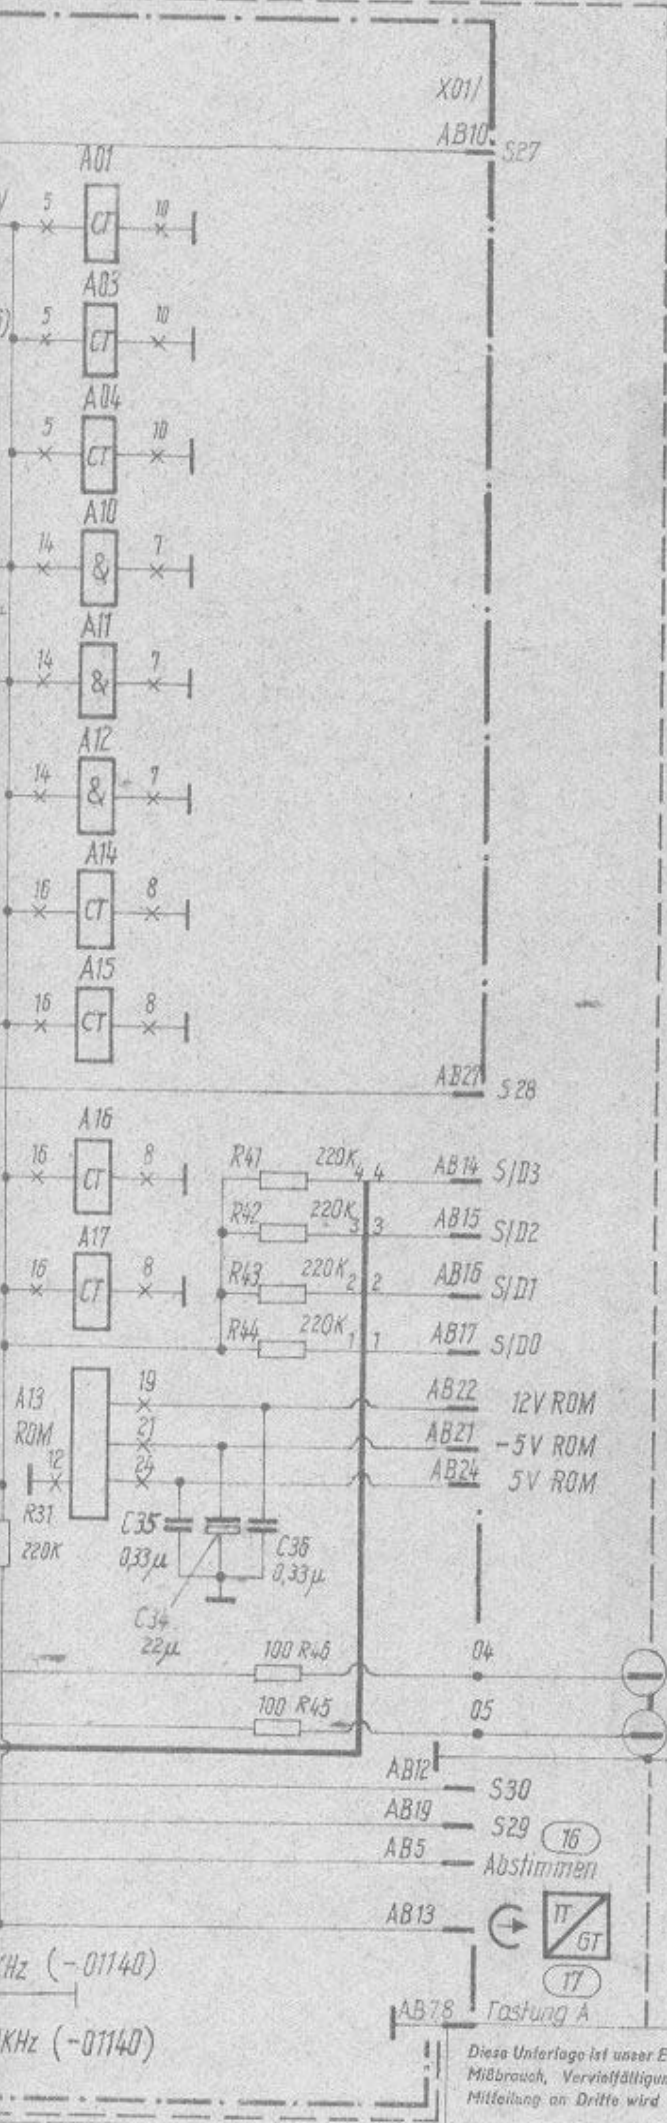 X01/
AB10 S27
A01
5 CT 10
A03
5 CT 10
A04
5 CT 10
A10
14 & 7
A11
14 & 7
A12
14 & 7
A14
16 CT 8
A15
16 CT 8
AB27 S28
A16
16 CT 8
R41 220K 4 4 AB14 S/D3
R42 220K 3 3 AB15 S/D2
A17
16 CT 8
R43 220K 2 2 AB16 S/D1
R44 220K 1 1 AB17 S/D0
A13 19 AB22 12V ROM
ROM 21 AB21 -5V ROM
12 24 AB24 5V ROM
R31
220K
C35
0,33µ
C36
0,33µ
C34
22µ
100 R46 04
100 R45 05
AB12 S30
AB19 S29 16
AB5 Abstimmen
AB13 TT
GT
17
KHz (-01140)
AB78 Tastung A
KHz (-01140)
Diese Unterlage ist unser E
Mißbrauch, Vervielfältigun
Mitteilung an Dritte wird